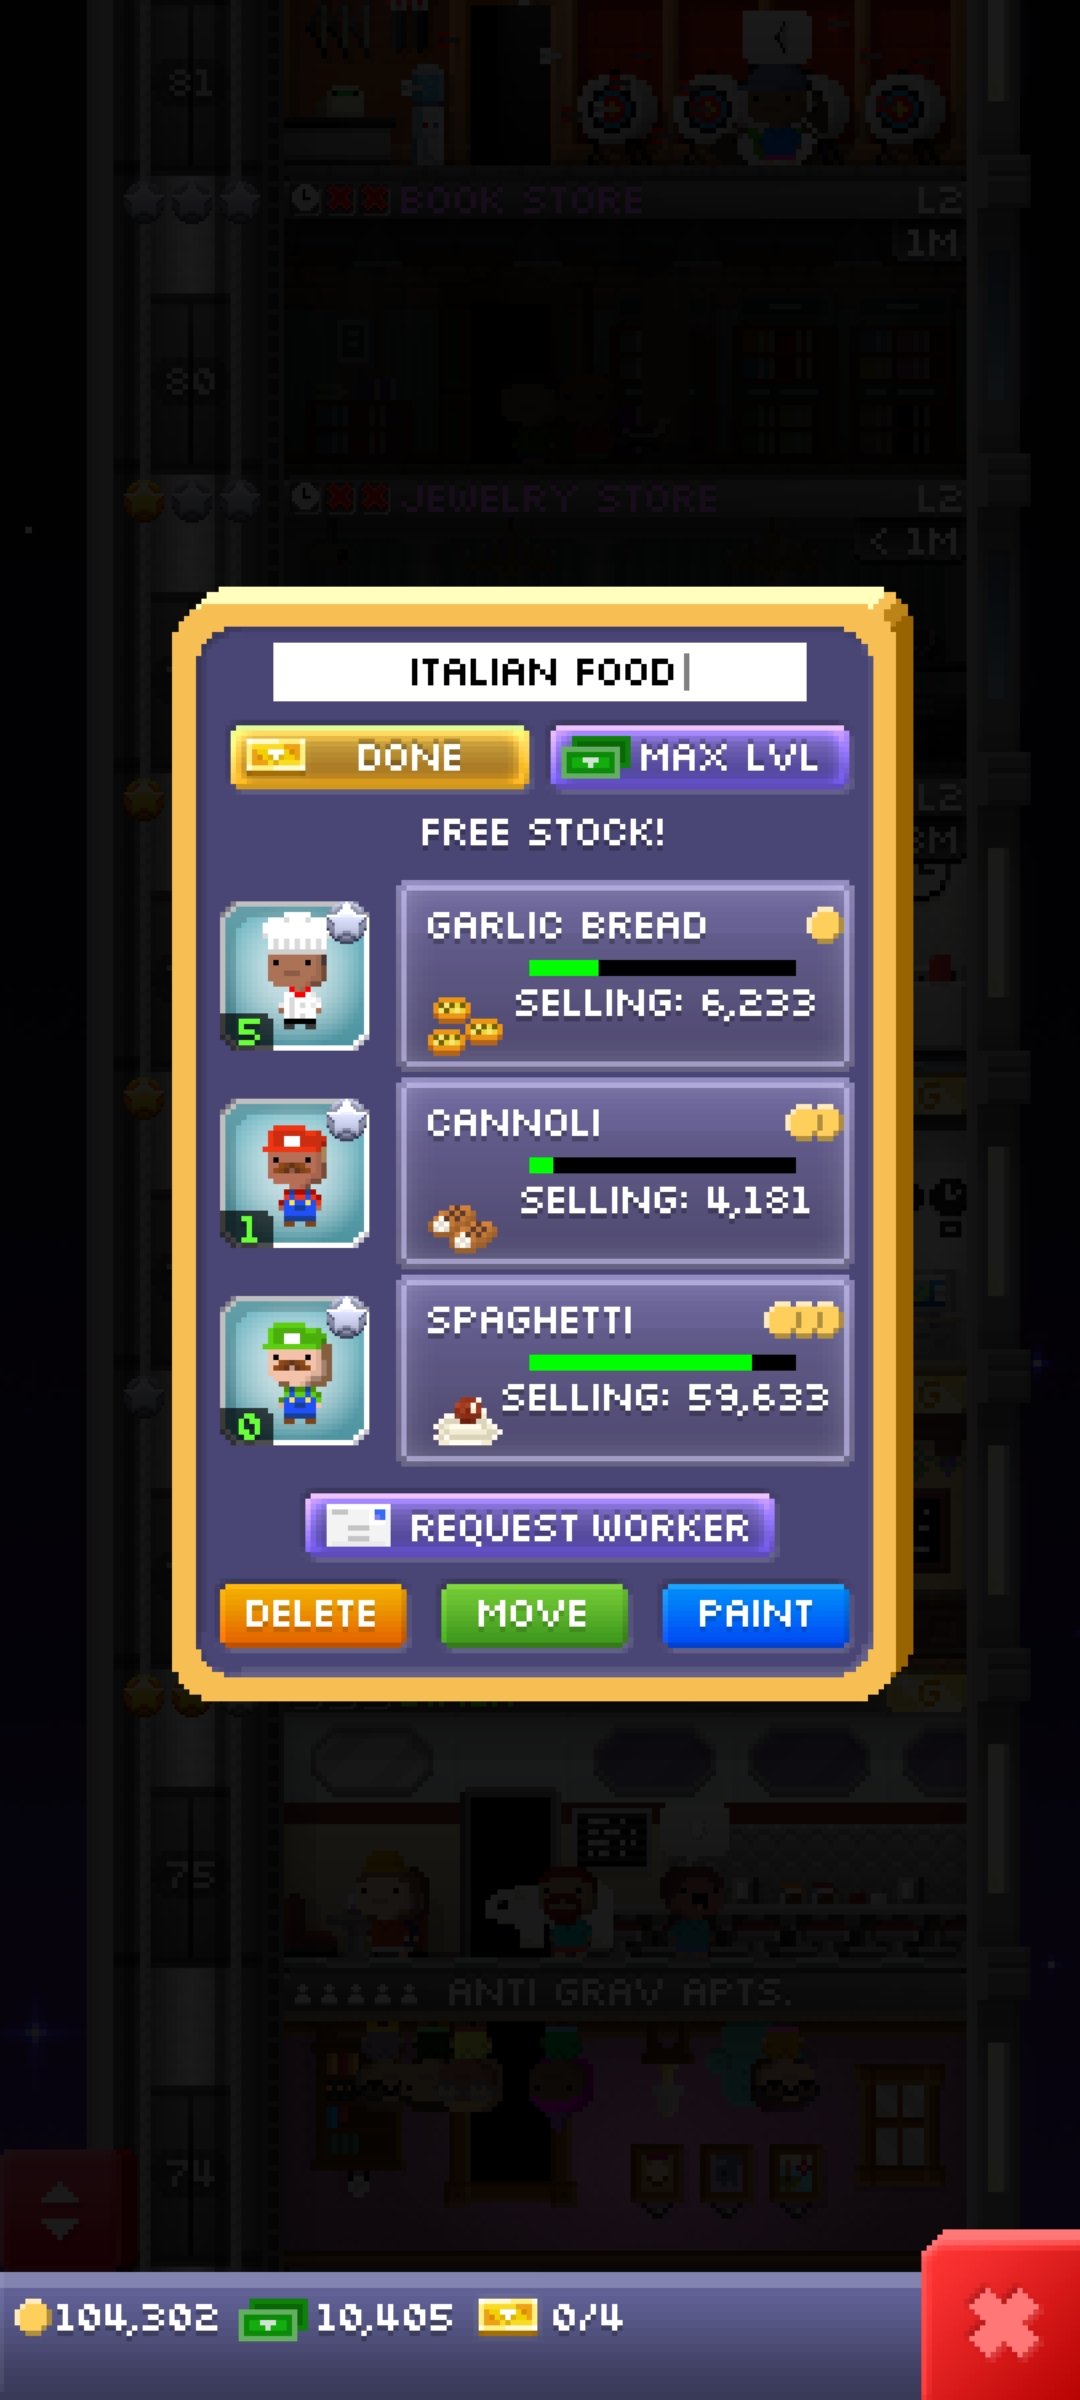 81
BOOK STORE L2
1M
80
JEWELRY STORE L2
< 1M
ITALIAN FOOD
DONE
MAX LVL
L2
FREE STOCK!
GARLIC BREAD
SELLING: 6,233
5
G
CANNOLI
SELLING: 4,181
1
SPAGHETTI
SELLING: 59,633
G
0
REQUEST WORKER
DELETE
MOVE
PAINT
G
75
ANTI GRAV APTS.
74
104,302
10,405
0/4